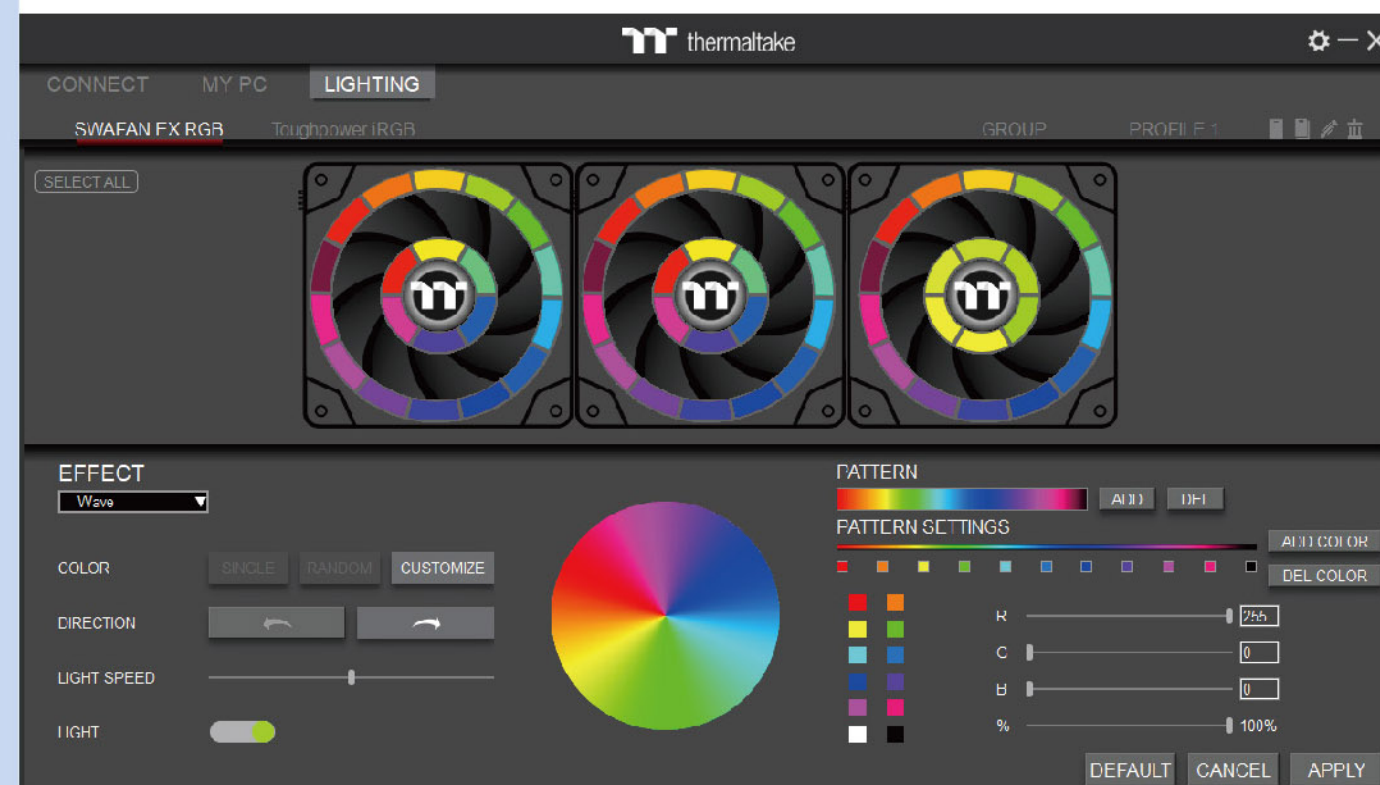 thermaltake
CONNECT MY PC LIGHTING
SWAFAN EX RGB Toughpower iRGB GROUP PROFILE 1
SELECT ALL
EFFECT
Wave
COLOR SINGLE RANDOM CUSTOMIZE
DIRECTION
LIGHT SPEED
LIGHT
PATTERN
ADD DEL
PATTERN SETTINGS
ADD COLOR
DEL COLOR
R 255
G 0
B 0
% 100%
DEFAULT CANCEL APPLY